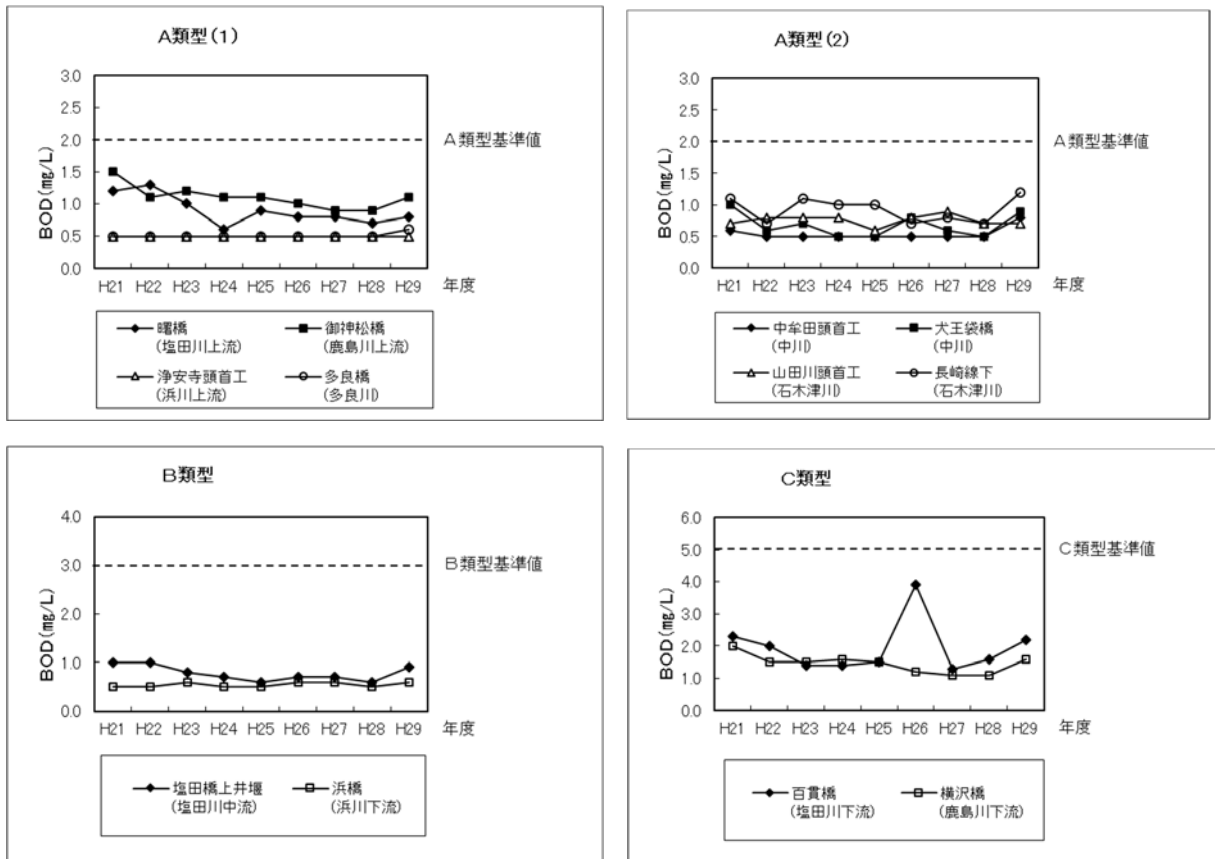 A類型(1)
BOD(㎎/L)
3.0
2.5
2.0
1.5
1.0
0.5
0.0
A類型基準値
H21 H22 H23 H24 H25 H26 H27 H28 H29 年度
曙橋 御神松橋
(塩田川上流) (鹿島川上流)
浄安寺頭首工 多良橋
(浜川上流) (多良川)
A類型(2)
BOD(㎎/L)
3.0
2.5
2.0
1.5
1.0
0.5
0.0
A類型基準値
H21 H22 H23 H24 H25 H26 H27 H28 H29 年度
中牟田頭首工 犬王袋橋
(中川) (中川)
山田川頭首工 長崎線下
(石木津川) (石木津川)
B類型
BOD(㎎/L)
4.0
3.0
2.0
1.0
0.0
B類型基準値
H21 H22 H23 H24 H25 H26 H27 H28 H29 年度
塩田橋上井堰 浜橋
(塩田川中流) (浜川下流)
C類型
BOD(㎎/L)
6.0
5.0
4.0
3.0
2.0
1.0
0.0
C類型基準値
H21 H22 H23 H24 H25 H26 H27 H28 H29 年度
百貫橋 横沢橋
(塩田川下流) (鹿島川下流)